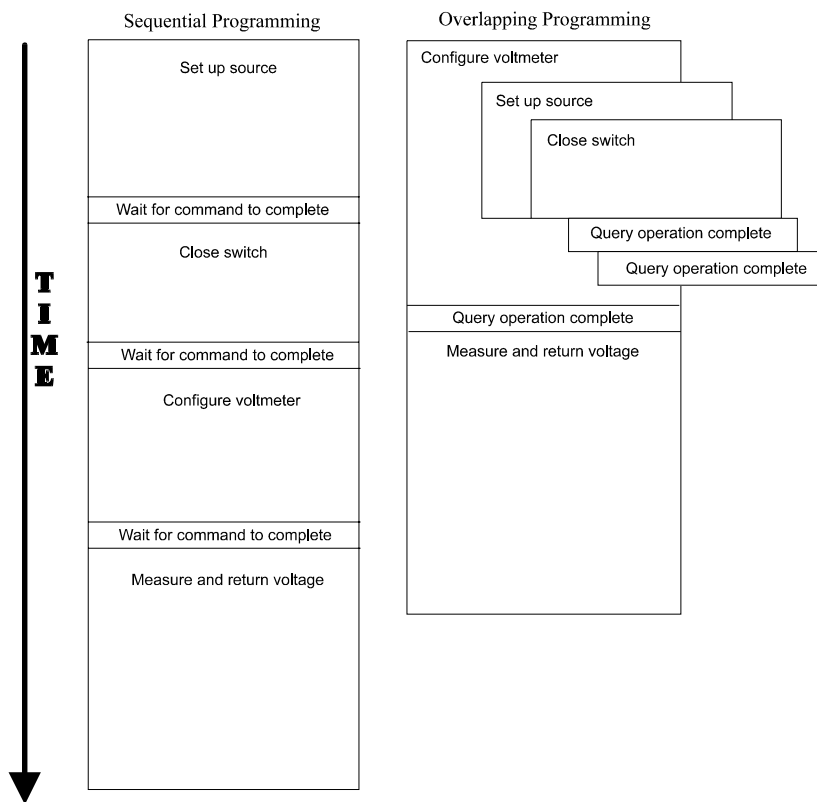 Sequential Programming
Set up source
Wait for command to complete
Close switch
Wait for command to complete
Configure voltmeter
Wait for command to complete
Measure and return voltage
Overlapping Programming
Configure voltmeter
Set up source
Close switch
Query operation complete
Query operation complete
Query operation complete
Measure and return voltage
TIME